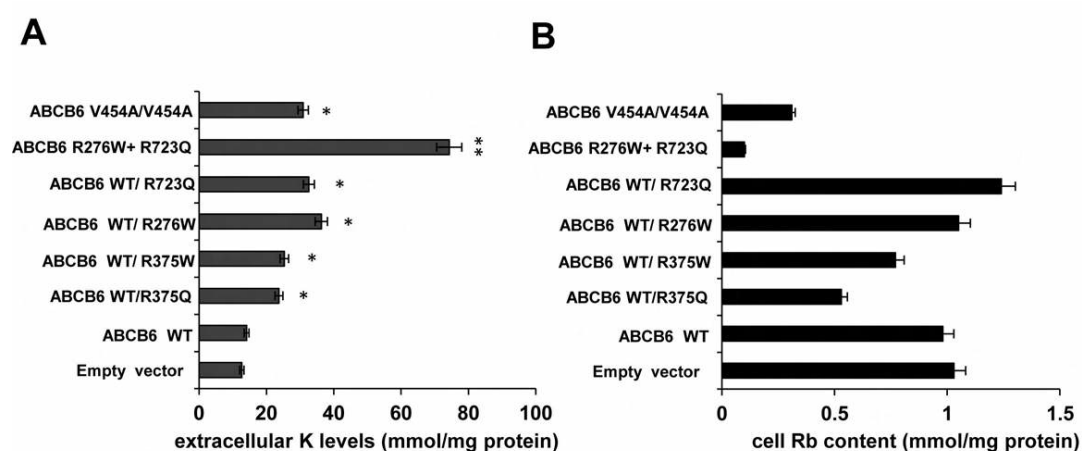 A
ABCB6 V454A/V454A
*
ABCB6 R276W+ R723Q
**
ABCB6 WT/ R723Q
*
ABCB6 WT/ R276W
*
ABCB6 WT/ R375W
*
ABCB6 WT/R375Q
*
ABCB6 WT
Empty vector
0 20 40 60 80 100
extracellular K levels (mmol/mg protein)
B
ABCB6 V454A/V454A
ABCB6 R276W+ R723Q
ABCB6 WT/ R723Q
ABCB6 WT/ R276W
ABCB6 WT/ R375W
ABCB6 WT/R375Q
ABCB6 WT
Empty vector
0 0.5 1 1.5
cell Rb content (mmol/mg protein)